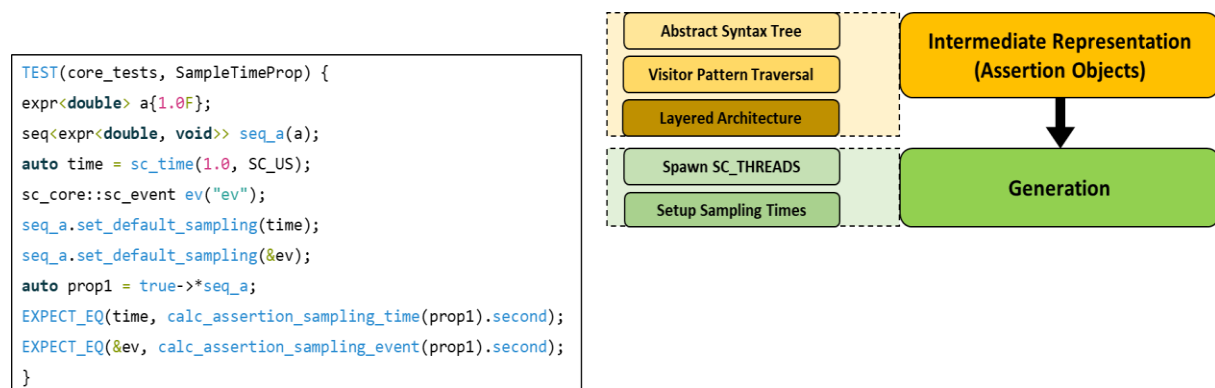 TEST(core_tests, SampleTimeProp) {
expr<double> a{1.0F};
seq<expr<double, void>> seq_a(a);
auto time = sc_time(1.0, SC_US);
sc_core::sc_event ev("ev");
seq_a.set_default_sampling(time);
seq_a.set_default_sampling(&ev);
auto prop1 = true->*seq_a;
EXPECT_EQ(time, calc_assertion_sampling_time(prop1).second);
EXPECT_EQ(&ev, calc_assertion_sampling_event(prop1).second);
}
Abstract Syntax Tree
Visitor Pattern Traversal
Layered Architecture
Intermediate Representation
(Assertion Objects)
Spawn SC_THREADS
Setup Sampling Times
Generation